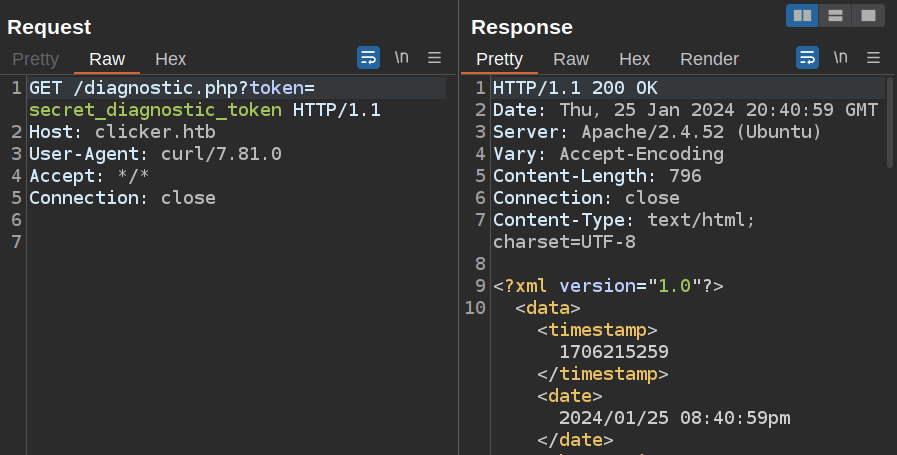 Request
Pretty Raw Hex \n
1 GET /diagnostic.php?token=
secret_diagnostic_token HTTP/1.1
2 Host: clicker.htb
3 User-Agent: curl/7.81.0
4 Accept: */*
5 Connection: close
6
7
Response
Pretty Raw Hex Render \n
1 HTTP/1.1 200 OK
2 Date: Thu, 25 Jan 2024 20:40:59 GMT
3 Server: Apache/2.4.52 (Ubuntu)
4 Vary: Accept-Encoding
5 Content-Length: 796
6 Connection: close
7 Content-Type: text/html;
charset=UTF-8
8
9 <?xml version="1.0"?>
10 <data>
<timestamp>
1706215259
</timestamp>
<date>
2024/01/25 08:40:59pm
</date>